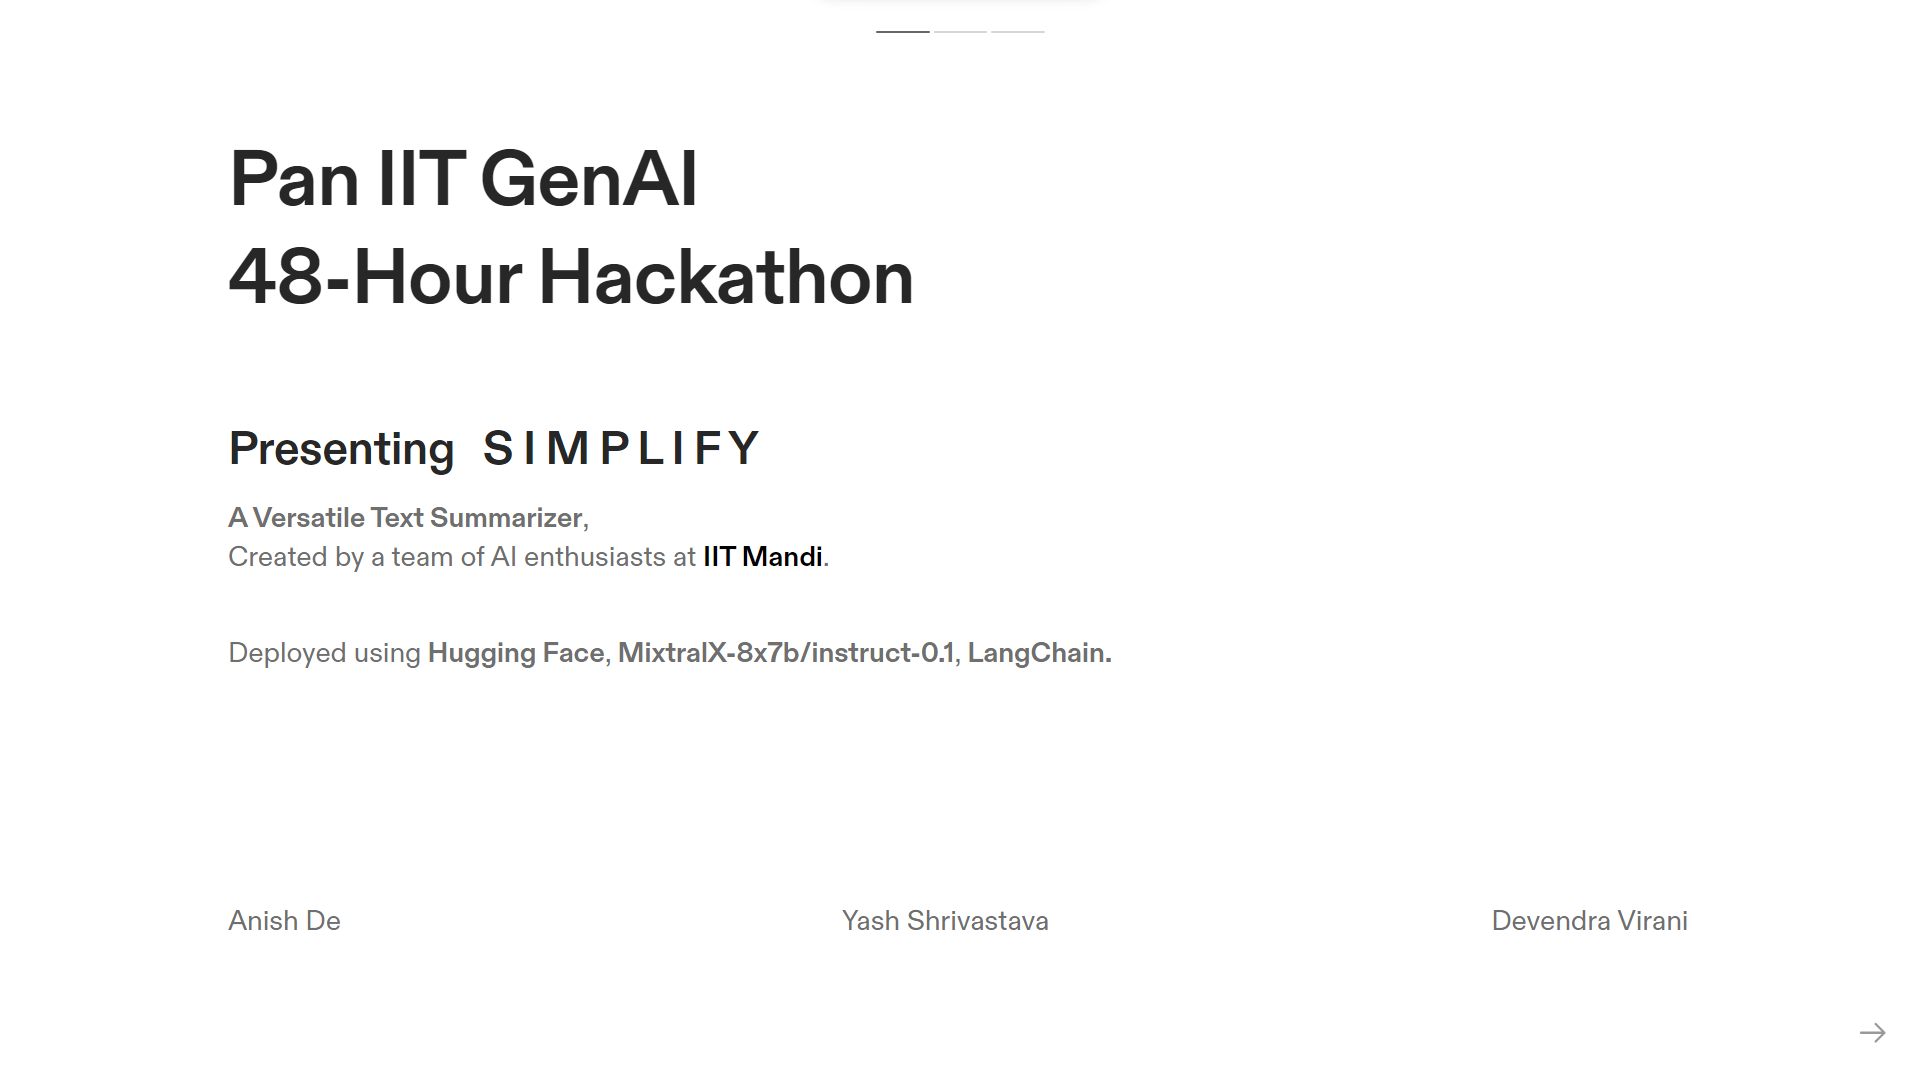 Pan IIT GenAI
48-Hour Hackathon
Presenting S I M P L I F Y
A Versatile Text Summarizer,
Created by a team of AI enthusiasts at IIT Mandi.
Deployed using Hugging Face, MixtralX-8x7b/instruct-0.1, LangChain.
Anish De
Yash Shrivastava
Devendra Virani